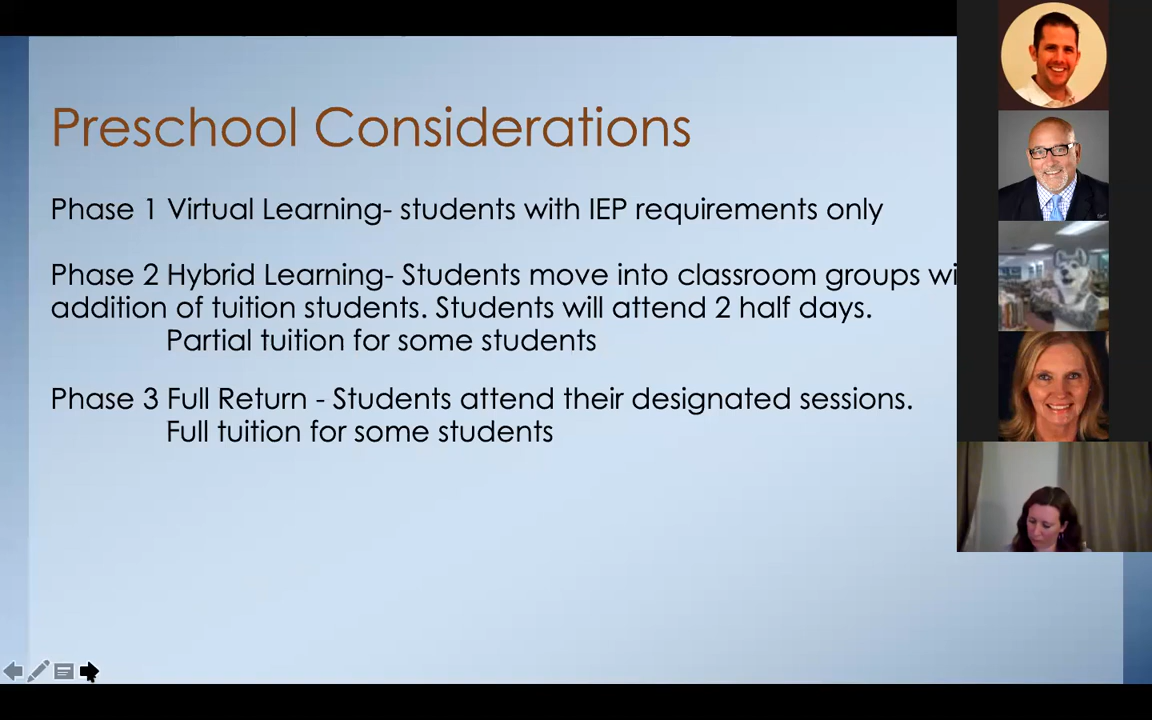 Preschool Considerations
Phase 1 Virtual Learning- students with IEP requirements only
Phase 2 Hybrid Learning- Students move into classroom groups wi
addition of tuition students. Students will attend 2 half days.
Partial tuition for some students
Phase 3 Full Return - Students attend their designated sessions.
Full tuition for some students